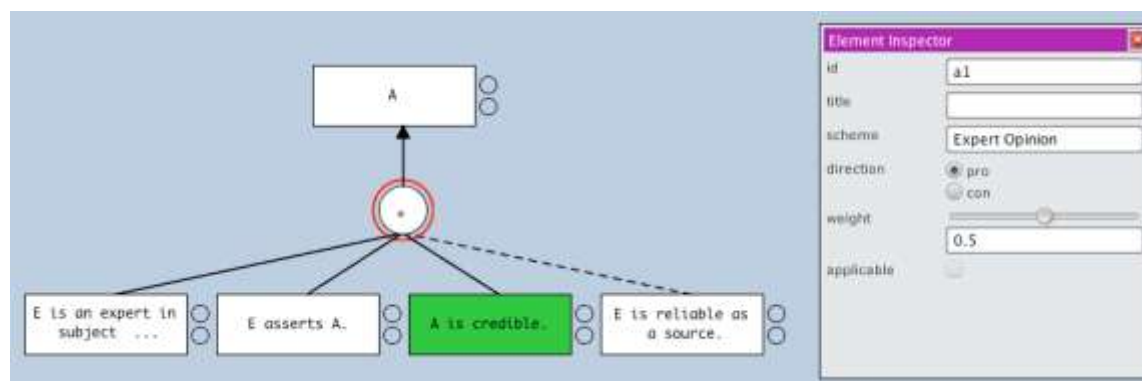 A
E is an expert in
subject ...
E asserts A.
A is credible.
E is reliable as
a source.
Element Inspector
id
a1
title
scheme
Expert Opinion
direction
pro
con
weight
0.5
applicable